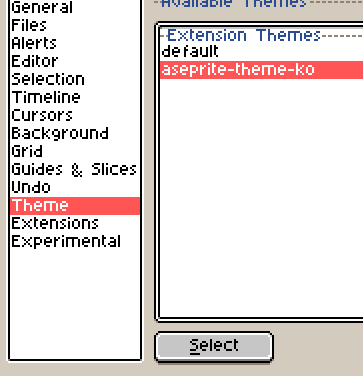 General
Files
Alerts
Editor
Selection
Timeline
Cursors
Background
Grid
Guides & Slices
Undo
Theme
Extensions
Experimental
Available Themes
Extension Themes
default
aseprite-theme-ko
Select